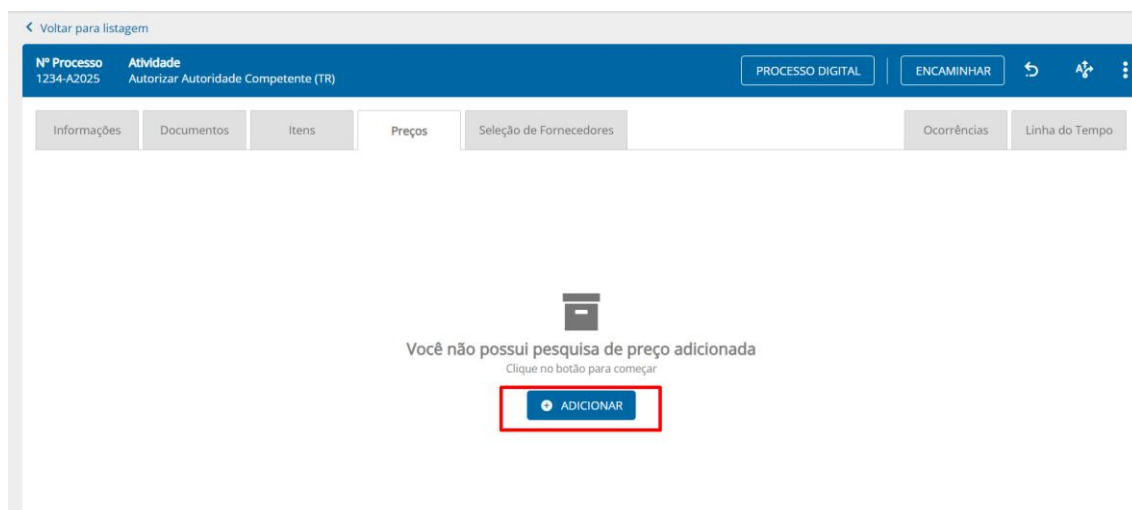 Voltar para listagem
Nº Processo Atividade
1234-A2025 Autorizar Autoridade Competente (TR)
PROCESSO DIGITAL ENCAMINHAR
Informações Documentos Itens Preços Seleção de Fornecedores Ocorrências Linha do Tempo
Você não possui pesquisa de preço adicionada
Clique no botão para começar
ADICIONAR